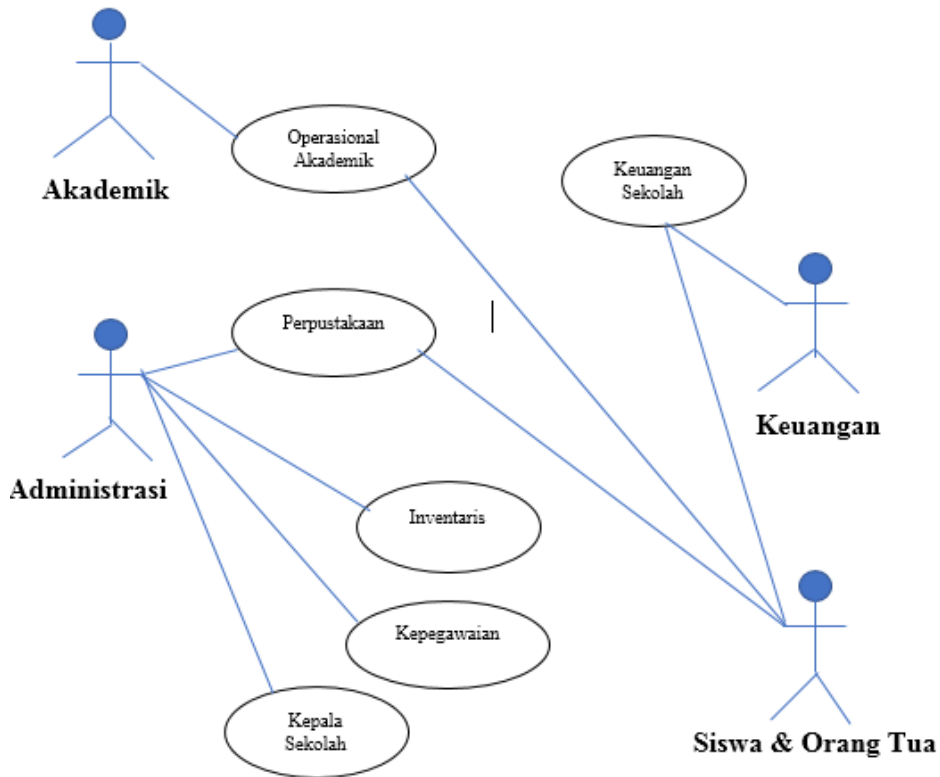 Operasional
Akademik
Keuangan
Sekolah
Akademik
Perpustakaan
Keuangan
Administrasi
Inventaris
Kepegawaian
Kepala
Sekolah
Siswa & Orang Tua